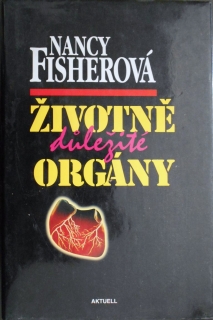 NANCY
FISHEROVÁ
ŽIVOTNĚ
důležité
ORGÁNY
AKTUELL